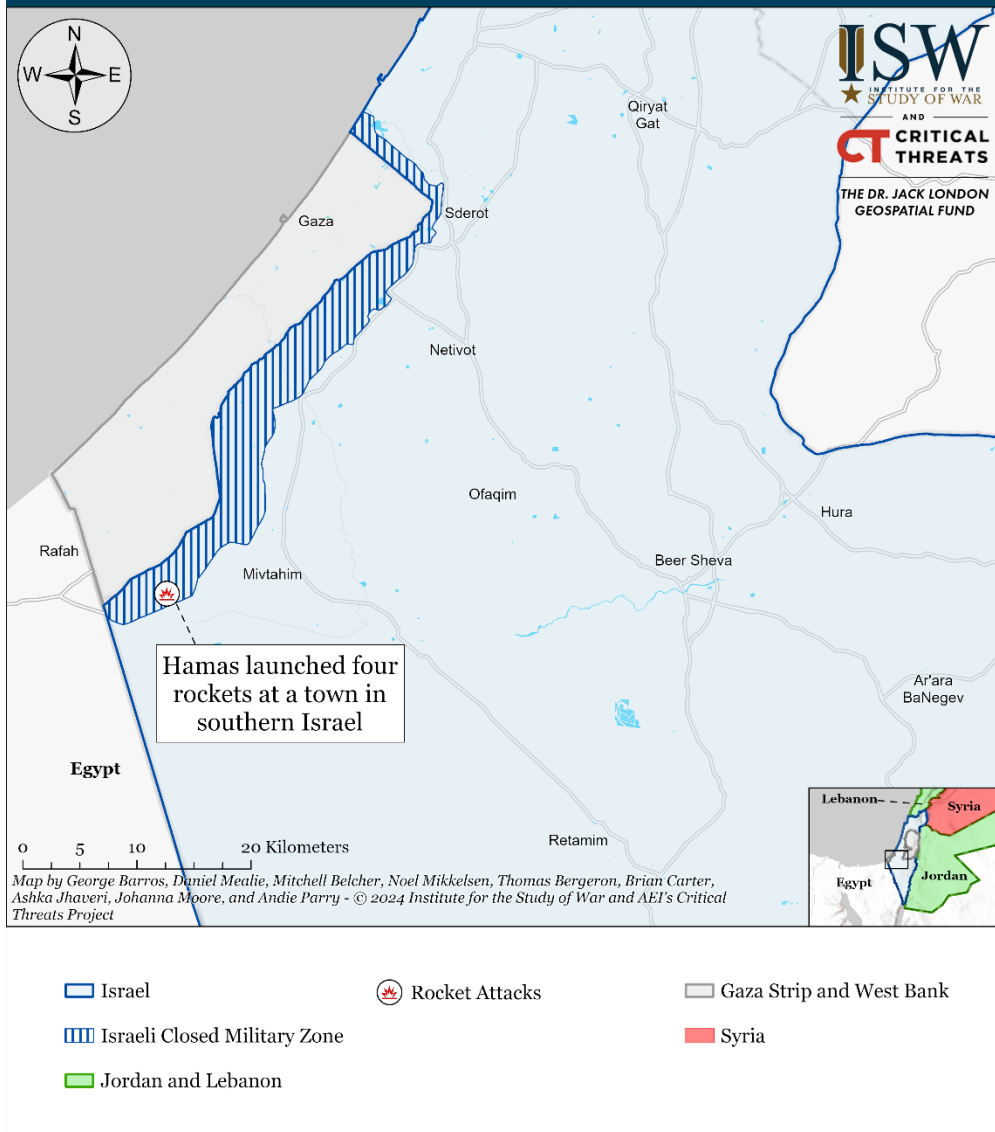 N
W
E
S
ISW
INSTITUTE FOR THE
STUDY OF WAR
AND
CT CRITICAL
THREATS
THE DR. JACK LONDON
GEOSPATIAL FUND
Qiryat
Gat
Gaza
Sderot
Netivot
Ofaqim
Hura
Rafah
Mivtahim
Beer Sheva
Hamas launched four
rockets at a town in
southern Israel
Ar'ara
BaNegev
Egypt
Retamim
0 5 10 20 Kilometers
Map by George Barros, Daniel Mealie, Mitchell Belcher, Noel Mikkelsen, Thomas Bergeron, Brian Carter,
Ashka Jhaveri, Johanna Moore, and Andie Parry - © 2024 Institute for the Study of War and AEI's Critical
Threats Project
Lebanon
Syria
Egypt
Jordan
Israel
Rocket Attacks
Gaza Strip and West Bank
Israeli Closed Military Zone
Syria
Jordan and Lebanon